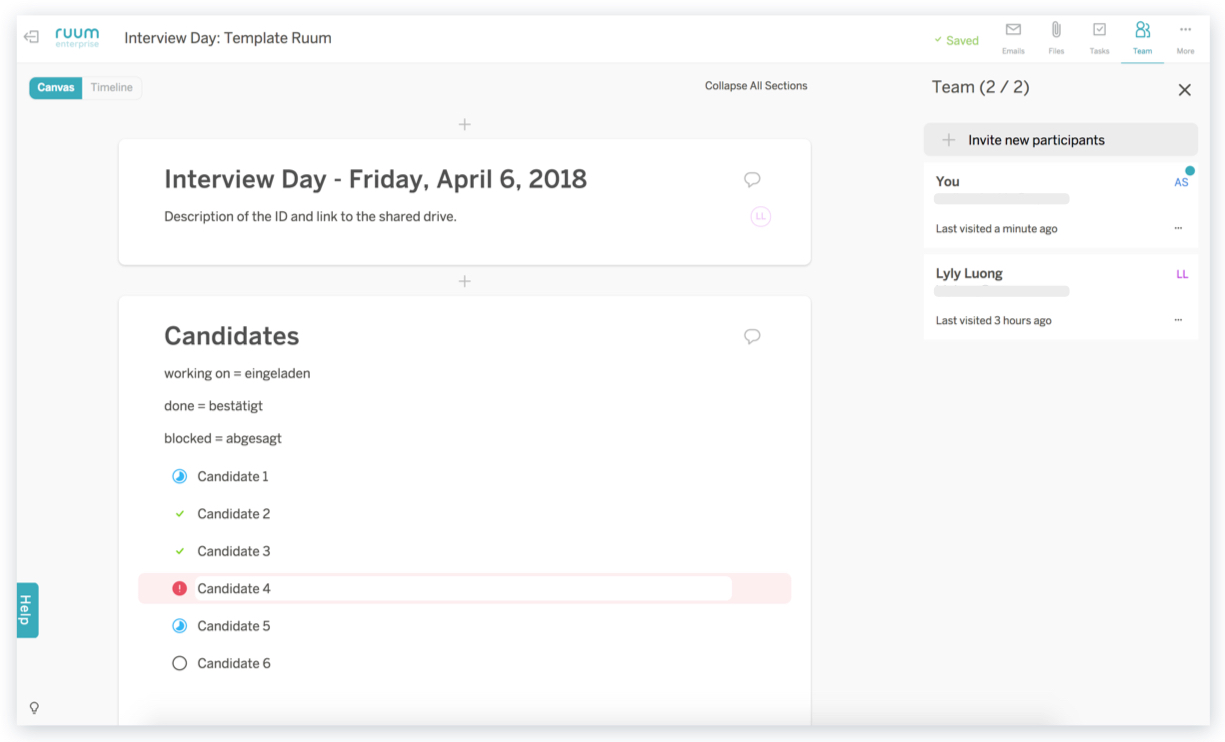 ruum
enterprise
Interview Day: Template Ruum
Saved
Emails
Files
Tasks
Team
More
Canvas
Timeline
Collapse All Sections
Interview Day - Friday, April 6, 2018
Description of the ID and link to the shared drive.
LL
Candidates
working on = eingeladen
done = bestätigt
blocked = abgesagt
Candidate 1
Candidate 2
Candidate 3
Candidate 4
Candidate 5
Candidate 6
Help
Team (2 / 2)
Invite new participants
You
AS
Last visited a minute ago
Lyly Luong
LL
Last visited 3 hours ago